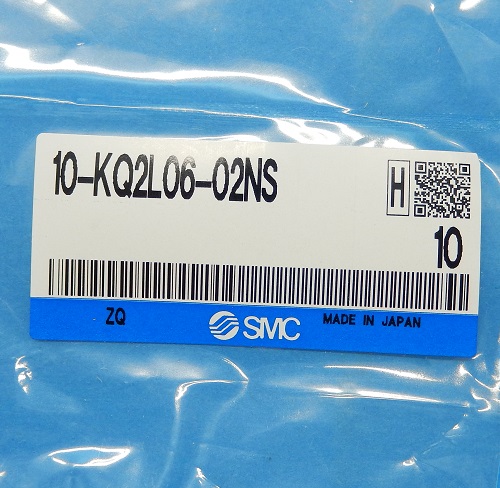 10-KQ2L06-02NS
H
10
ZQ
SMC
MADE IN JAPAN